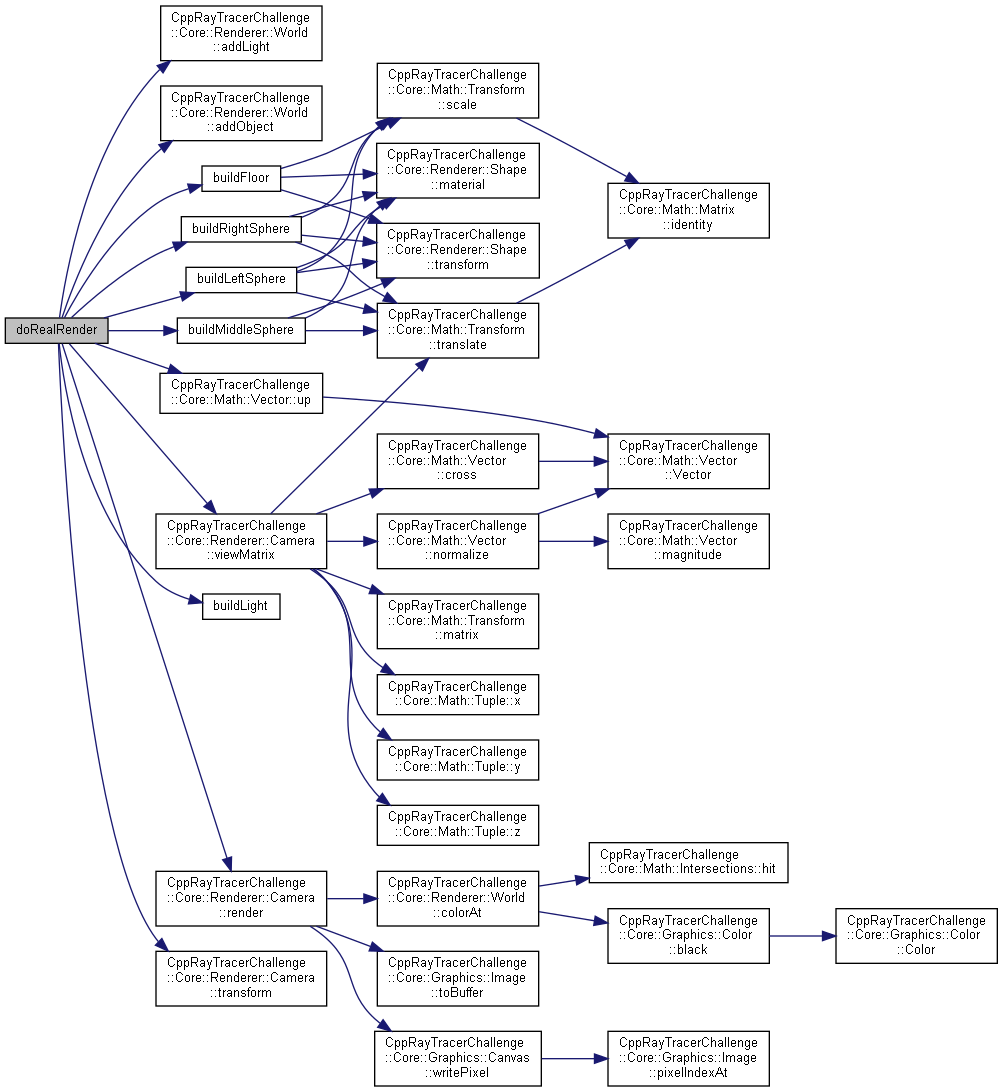 CppRayTracerChallenge
::Core::Renderer::World
::addLight
CppRayTracerChallenge
::Core::Renderer::World
::addObject
buildFloor
buildRightSphere
buildLeftSphere
doRealRender
buildMiddleSphere
CppRayTracerChallenge
::Core::Math::Vector::up
CppRayTracerChallenge
::Core::Renderer::Camera
::viewMatrix
buildLight
CppRayTracerChallenge
::Core::Renderer::Camera
::render
CppRayTracerChallenge
::Core::Renderer::Camera
::transform
CppRayTracerChallenge
::Core::Math::Transform
::scale
CppRayTracerChallenge
::Core::Renderer::Shape
::material
CppRayTracerChallenge
::Core::Renderer::Shape
::transform
CppRayTracerChallenge
::Core::Math::Transform
::translate
CppRayTracerChallenge
::Core::Math::Vector
::cross
CppRayTracerChallenge
::Core::Math::Vector
::normalize
CppRayTracerChallenge
::Core::Math::Transform
::matrix
CppRayTracerChallenge
::Core::Math::Tuple::x
CppRayTracerChallenge
::Core::Math::Tuple::y
CppRayTracerChallenge
::Core::Math::Tuple::z
CppRayTracerChallenge
::Core::Renderer::World
::colorAt
CppRayTracerChallenge
::Core::Graphics::Image
::toBuffer
CppRayTracerChallenge
::Core::Graphics::Canvas
::writePixel
CppRayTracerChallenge
::Core::Math::Matrix
::identity
CppRayTracerChallenge
::Core::Math::Vector
::Vector
CppRayTracerChallenge
::Core::Math::Vector
::magnitude
CppRayTracerChallenge
::Core::Math::Intersections::hit
CppRayTracerChallenge
::Core::Graphics::Color
::black
CppRayTracerChallenge
::Core::Graphics::Image
::pixelIndexAt
CppRayTracerChallenge
::Core::Graphics::Color
::Color